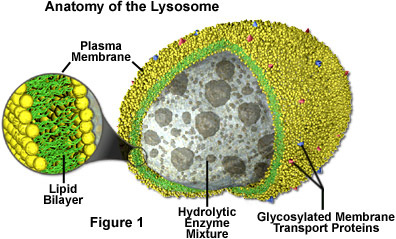 Anatomy of the Lysosome
Plasma
Membrane
Lipid
Bilayer
Figure 1
Hydrolytic
Enzyme
Mixture
Glycosylated Membrane
Transport Proteins